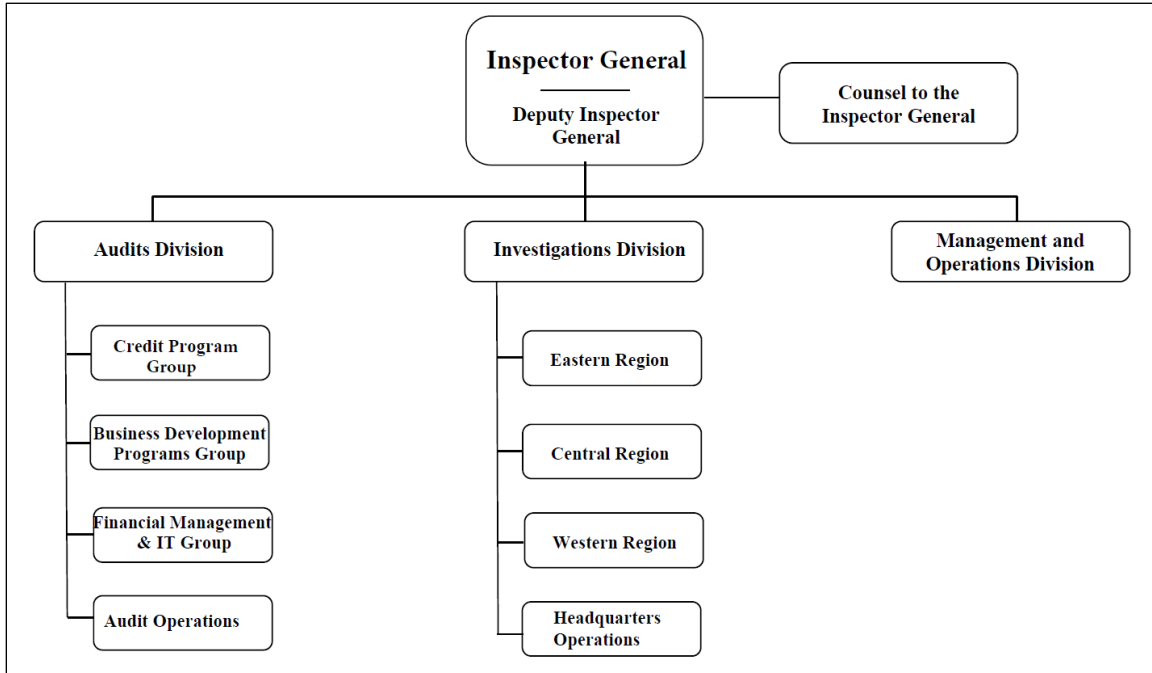 Inspector General
Deputy Inspector
General
Counsel to the
Inspector General
Audits Division
Investigations Division
Management and
Operations Division
Credit Program
Group
Business Development
Programs Group
Financial Management
& IT Group
Audit Operations
Eastern Region
Central Region
Western Region
Headquarters
Operations